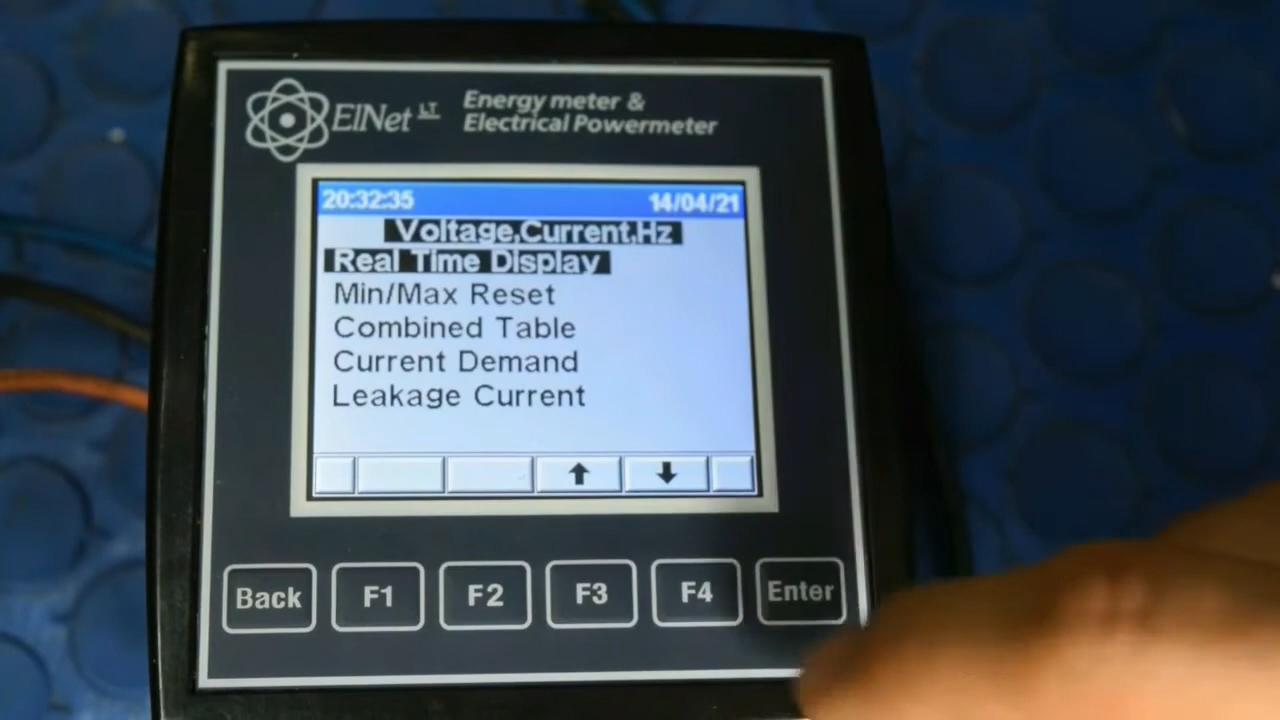 ElNet LT
Energy meter &
Electrical Powermeter
20:32:35 14/04/21
Voltage,Current,Hz
Real Time Display
Min/Max Reset
Combined Table
Current Demand
Leakage Current
Back F1 F2 F3 F4 Enter